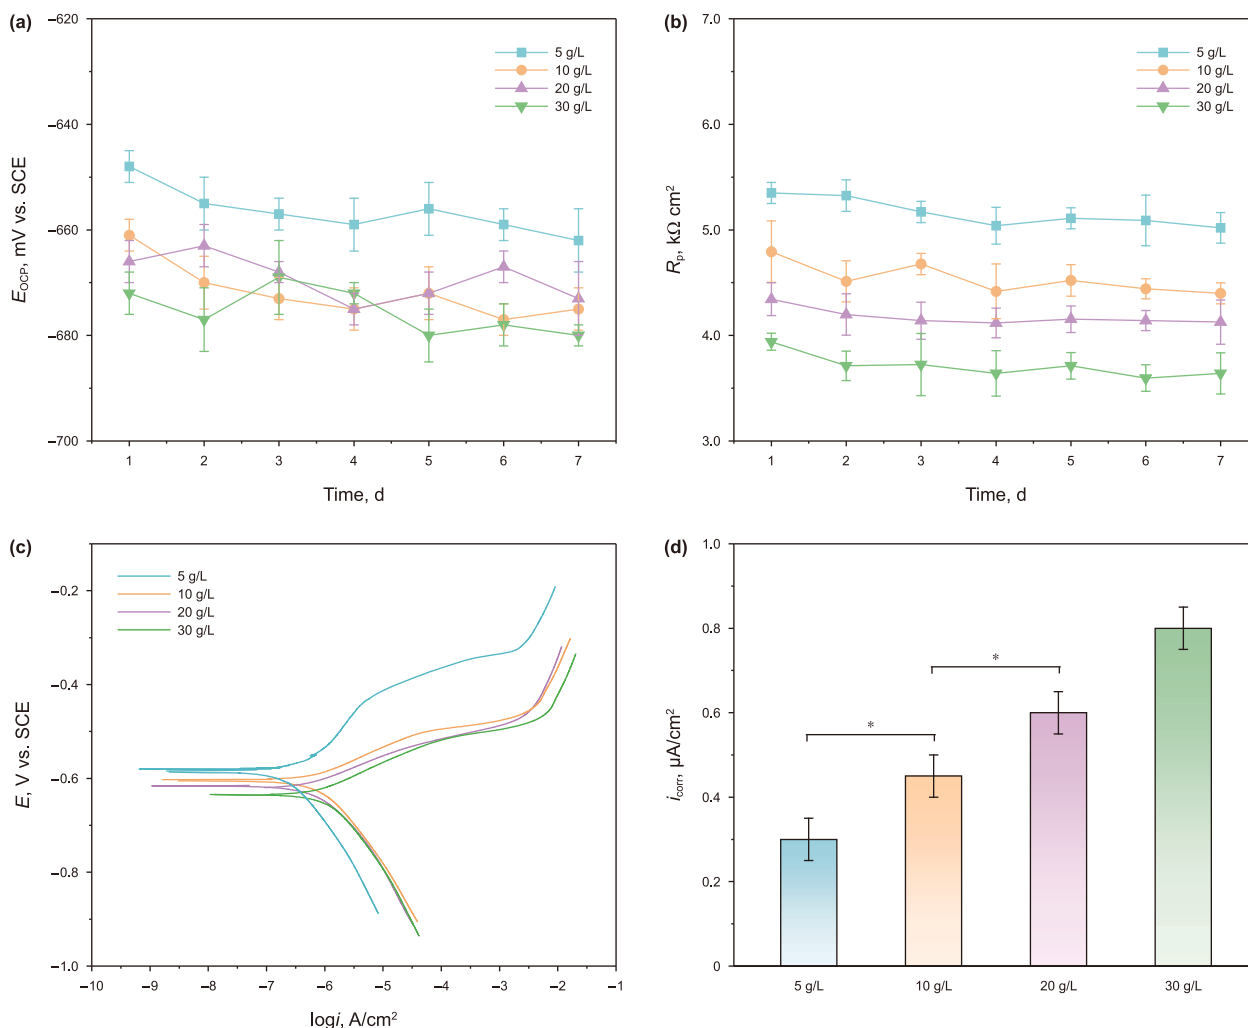 (a)
−620
−640
−660
−680
−700
E_OCP, mV vs. SCE
5 g/L
10 g/L
20 g/L
30 g/L
1 2 3 4 5 6 7
Time, d
(b)
7.0
6.0
5.0
4.0
3.0
R_p, kΩ cm²
5 g/L
10 g/L
20 g/L
30 g/L
1 2 3 4 5 6 7
Time, d
(c)
−0.2
−0.4
−0.6
−0.8
−1.0
E, V vs. SCE
5 g/L
10 g/L
20 g/L
30 g/L
−10 −9 −8 −7 −6 −5 −4 −3 −2 −1
logi, A/cm²
(d)
1.0
0.8
0.6
0.4
0.2
0
i_corr, μA/cm²
*
*
5 g/L 10 g/L 20 g/L 30 g/L